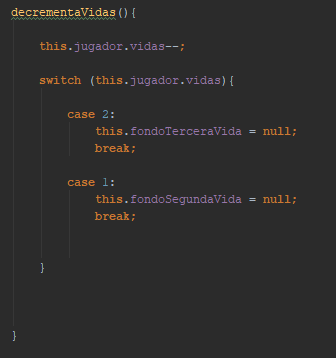 decrementaVidas(){
this.jugador.vidas--;
switch (this.jugador.vidas){
case 2:
this.fondoTerceraVida = null;
break;
case 1:
this.fondoSegundaVida = null;
break;
}
}